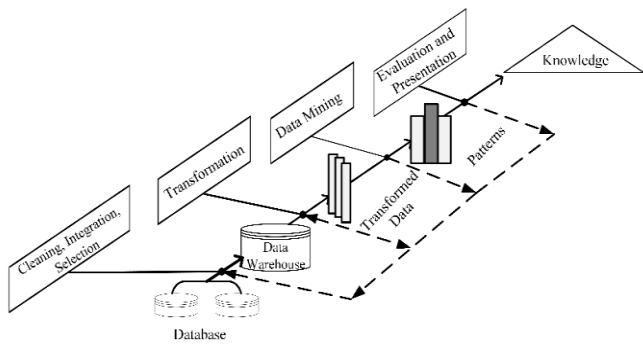 Evaluation and
Presentation
Knowledge
Data Mining
Patterns
Transformation
Transformed
Data
Cleaning, Integration,
Selection
Data
Warehouse
Database